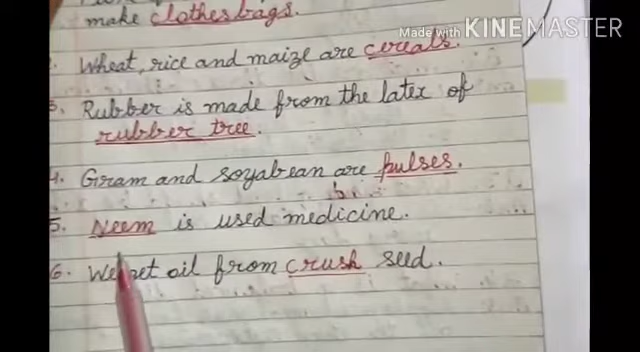 Made with KINEMASTER
make clothes bags.
Wheat, rice and maize are cereals.
3. Rubber is made from the latex of
rubber tree.
4. Gram and soyabean are pulses.
5. Neem is used medicine.
6. We get oil from crush seed.